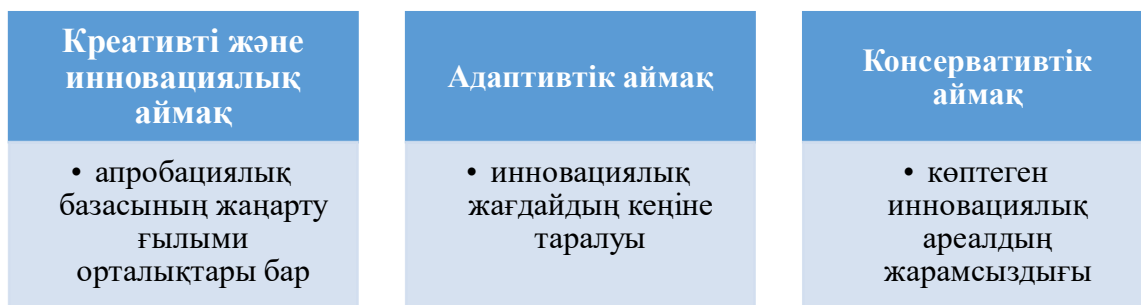 Креативті және
инновациялық
аймақ
• апробациялық
базасының жаңарту
ғылыми
орталықтары бар
Адаптивтік аймақ
• инновациялық
жағдайдың кеңіне
таралуы
Консервативтік
аймақ
• көптеген
инновациялық
ареалдың
жарамсыздығы